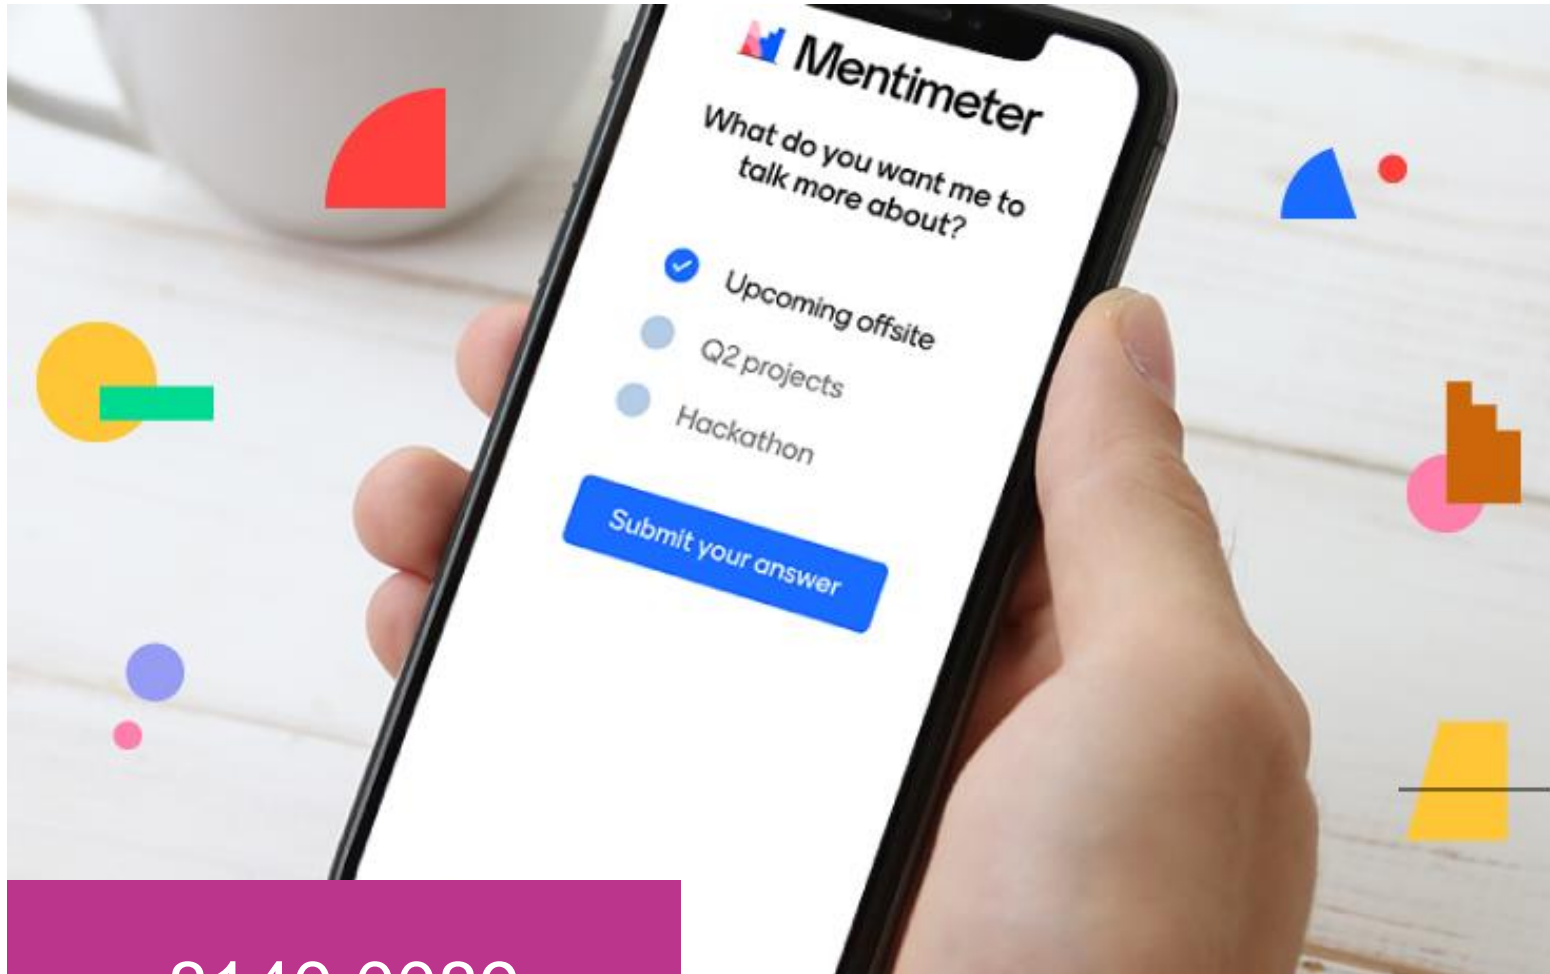 Mentimeter
What do you want me to
talk more about?
Upcoming offsite
Q2 projects
Hackathon
Submit your answer